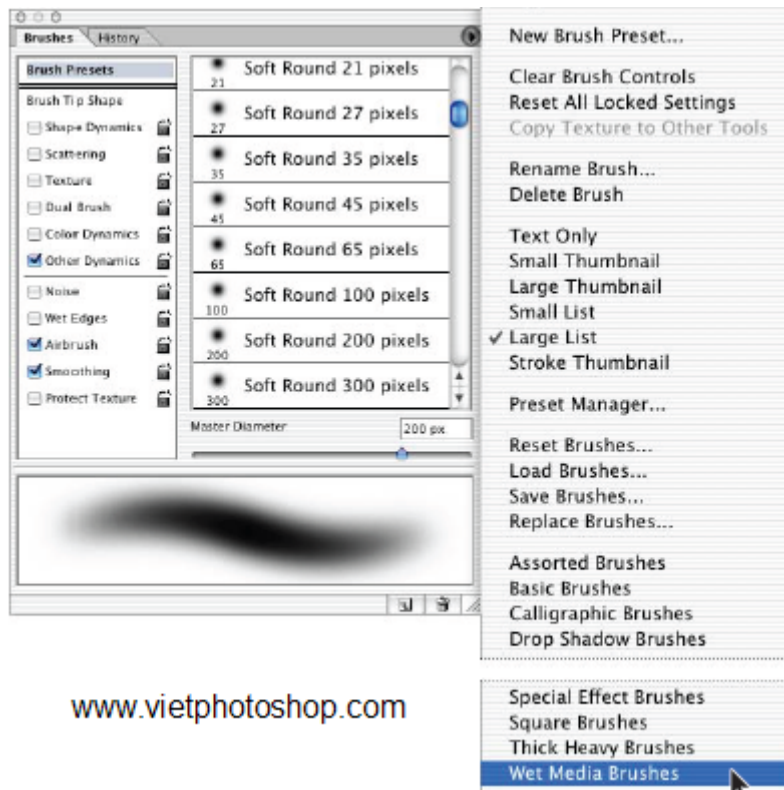 Brushes History
Brush Presets
Brush Tip Shape
Shape Dynamics
Scattering
Texture
Dual Brush
Color Dynamics
Other Dynamics
Noise
Wet Edges
Airbrush
Smoothing
Protect Texture
21 Soft Round 21 pixels
27 Soft Round 27 pixels
35 Soft Round 35 pixels
45 Soft Round 45 pixels
65 Soft Round 65 pixels
100 Soft Round 100 pixels
200 Soft Round 200 pixels
300 Soft Round 300 pixels
Master Diameter 200 px
New Brush Preset...
Clear Brush Controls
Reset All Locked Settings
Copy Texture to Other Tools
Rename Brush...
Delete Brush
Text Only
Small Thumbnail
Large Thumbnail
Small List
✓ Large List
Stroke Thumbnail
Preset Manager...
Reset Brushes...
Load Brushes...
Save Brushes...
Replace Brushes...
Assorted Brushes
Basic Brushes
Calligraphic Brushes
Drop Shadow Brushes
Special Effect Brushes
Square Brushes
Thick Heavy Brushes
Wet Media Brushes
www.vietphotoshop.com